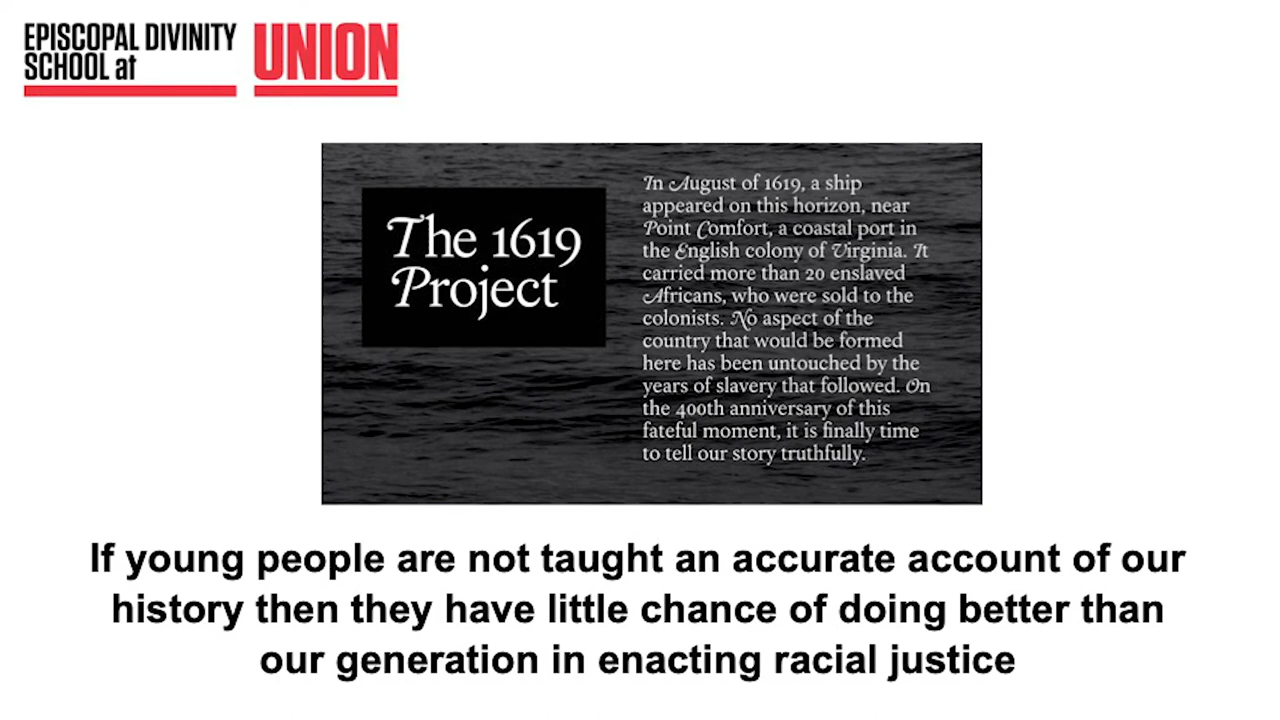 EPISCOPAL DIVINITY
SCHOOL at
UNION
The 1619
Project
In August of 1619, a ship
appeared on this horizon, near
Point Comfort, a coastal port in
the English colony of Virginia. It
carried more than 20 enslaved
Africans, who were sold to the
colonists. No aspect of the
country that would be formed
here has been untouched by the
years of slavery that followed. On
the 400th anniversary of this
fateful moment, it is finally time
to tell our story truthfully.
If young people are not taught an accurate account of our
history then they have little chance of doing better than
our generation in enacting racial justice